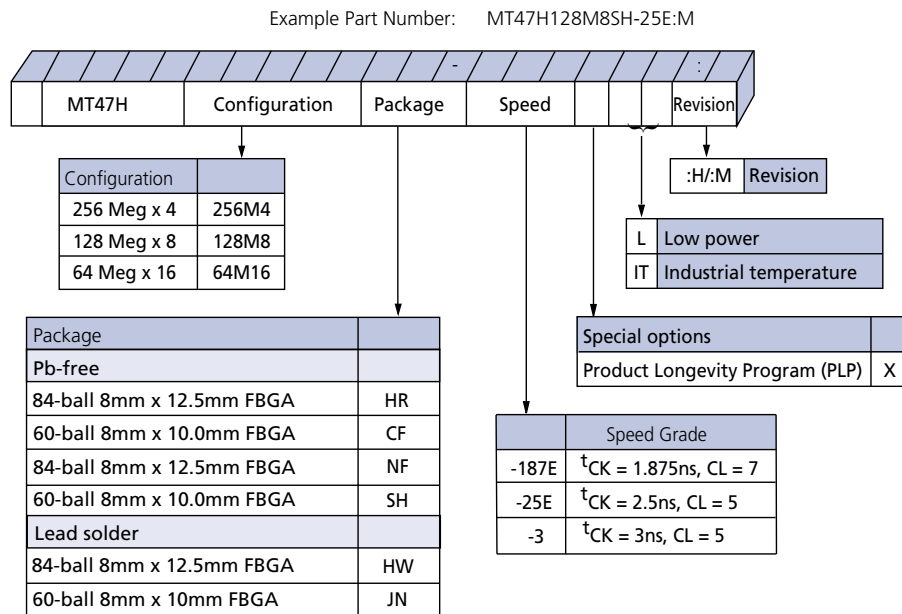 Example Part Number: MT47H128M8SH-25E:M
- :
MT47H Configuration Package Speed Revision
Configuration
256 Meg x 4 256M4
128 Meg x 8 128M8
64 Meg x 16 64M16
:H/:M Revision
L Low power
IT Industrial temperature
Special options
Product Longevity Program (PLP) X
Package
Pb-free
84-ball 8mm x 12.5mm FBGA HR
60-ball 8mm x 10.0mm FBGA CF
84-ball 8mm x 12.5mm FBGA NF
60-ball 8mm x 10.0mm FBGA SH
Lead solder
84-ball 8mm x 12.5mm FBGA HW
60-ball 8mm x 10mm FBGA JN
Speed Grade
-187E tCK = 1.875ns, CL = 7
-25E tCK = 2.5ns, CL = 5
-3 tCK = 3ns, CL = 5